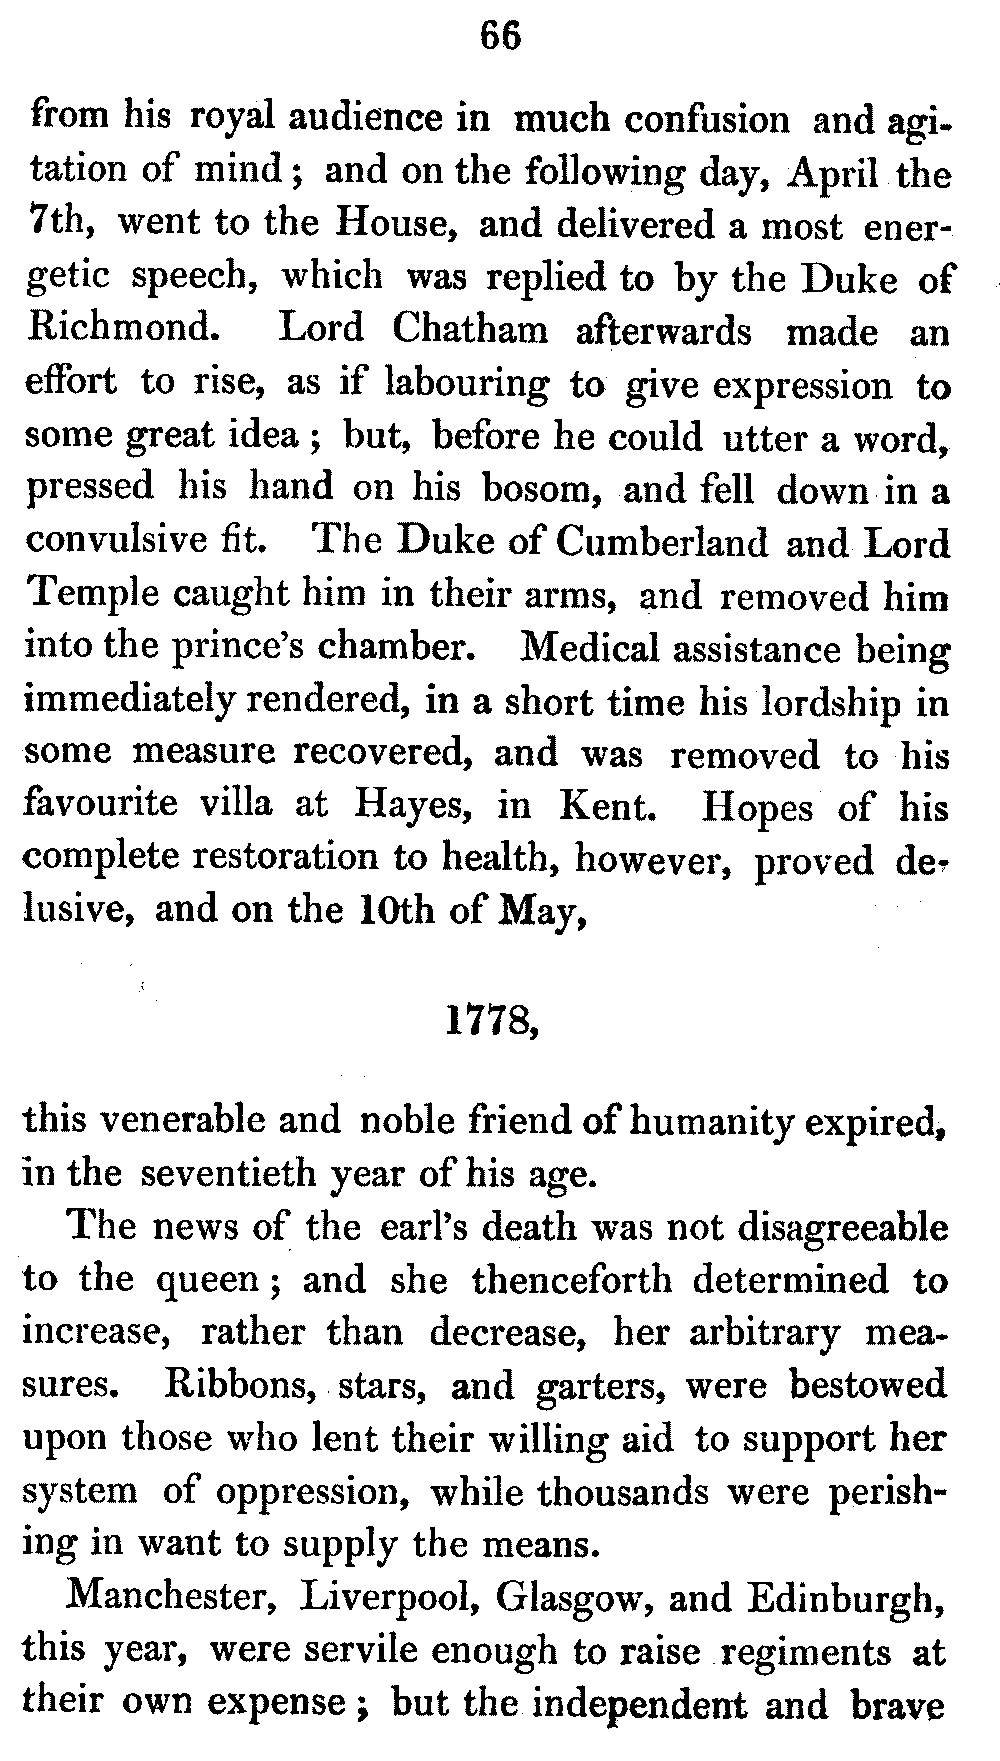 66
from his royal audience in much confusion and agi-
tation of mind; and on the following day, April the
7th, went to the House, and delivered a most ener-
getic speech, which was replied to by the Duke of
Richmond. Lord Chatham afterwards made an
effort to rise, as if labouring to give expression to
some great idea; but, before he could utter a word,
pressed his hand on his bosom, and fell down in a
convulsive fit. The Duke of Cumberland and Lord
Temple caught him in their arms, and removed him
into the prince's chamber. Medical assistance being
immediately rendered, in a short time his lordship in
some measure recovered, and was removed to his
favourite villa at Hayes, in Kent. Hopes of his
complete restoration to health, however, proved de-
lusive, and on the 10th of May,
1778,
this venerable and noble friend of humanity expired,
in the seventieth year of his age.
The news of the earl's death was not disagreeable
to the queen; and she thenceforth determined to
increase, rather than decrease, her arbitrary mea-
sures. Ribbons, stars, and garters, were bestowed
upon those who lent their willing aid to support her
system of oppression, while thousands were perish-
ing in want to supply the means.
Manchester, Liverpool, Glasgow, and Edinburgh,
this year, were servile enough to raise regiments at
their own expense; but the independent and brave